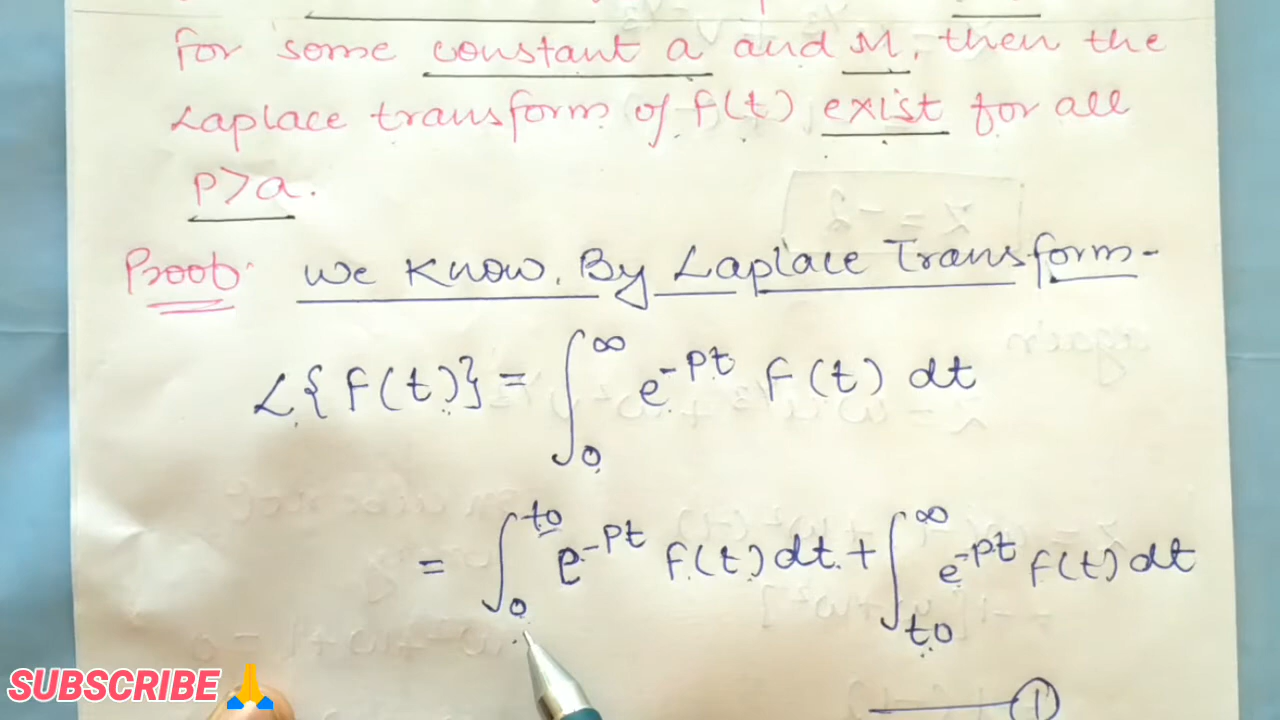 for some constant a and M, then the
Laplace transform of F(t) exist for all
P>a.
Proof: We Know. By Laplace Transform-
L{F(t)} = ∫₀^∞ e^{-Pt} F(t) dt
= ∫₀^{t₀} e^{-Pt} F(t) dt + ∫_{t₀}^∞ e^{-Pt} F(t) dt
—— ①
SUBSCRIBE 🙏